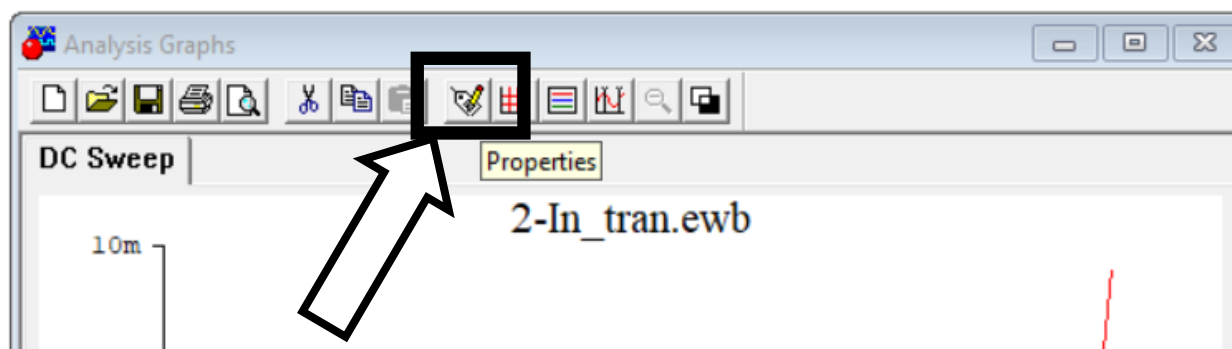 Analysis Graphs
DC Sweep
Properties
2-In_tran.ewb
10m